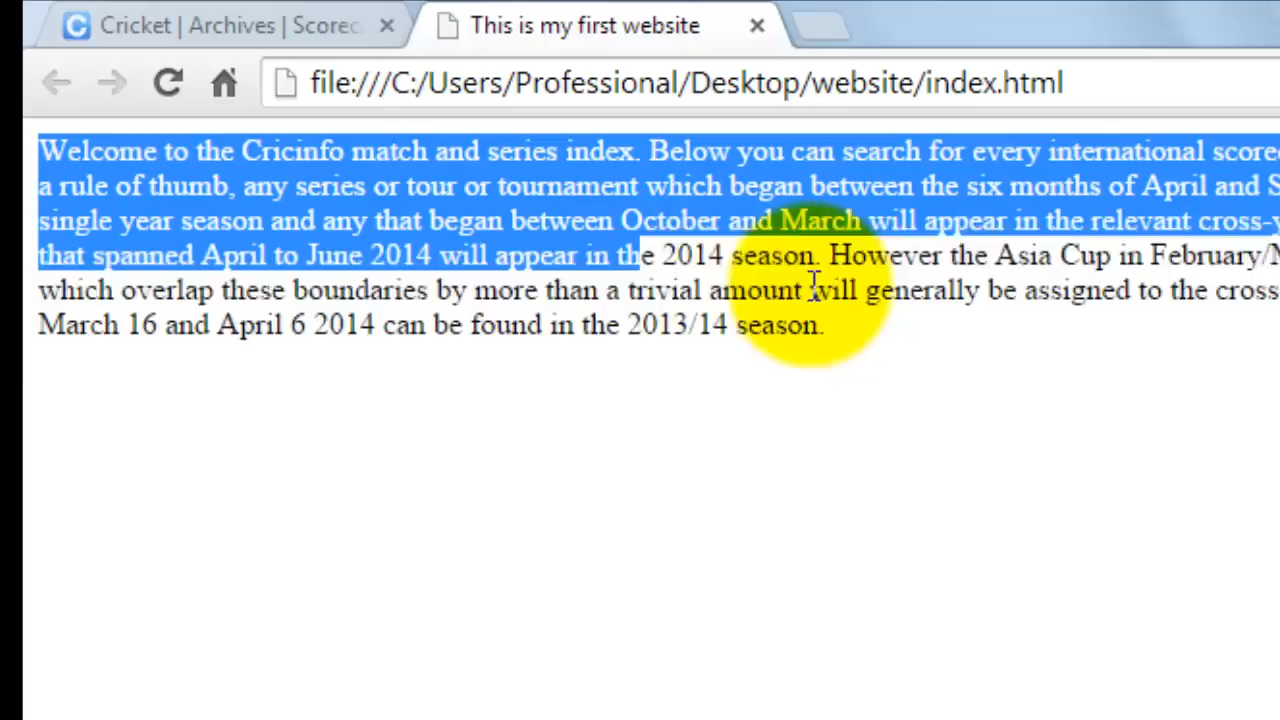 Cricket | Archives | Scorec
This is my first website
file:///C:/Users/Professional/Desktop/website/index.html
Welcome to the Cricinfo match and series index. Below you can search for every international
a rule of thumb, any series or tour or tournament which began between the six months of April and
single year season and any that began between October and March will appear in the relevant
that spanned April to June 2014 will appear in the 2014 season. However the Asia Cup in
which overlap these boundaries by more than a trivial amount will generally be assigned to the cross
March 16 and April 6 2014 can be found in the 2013/14 season.